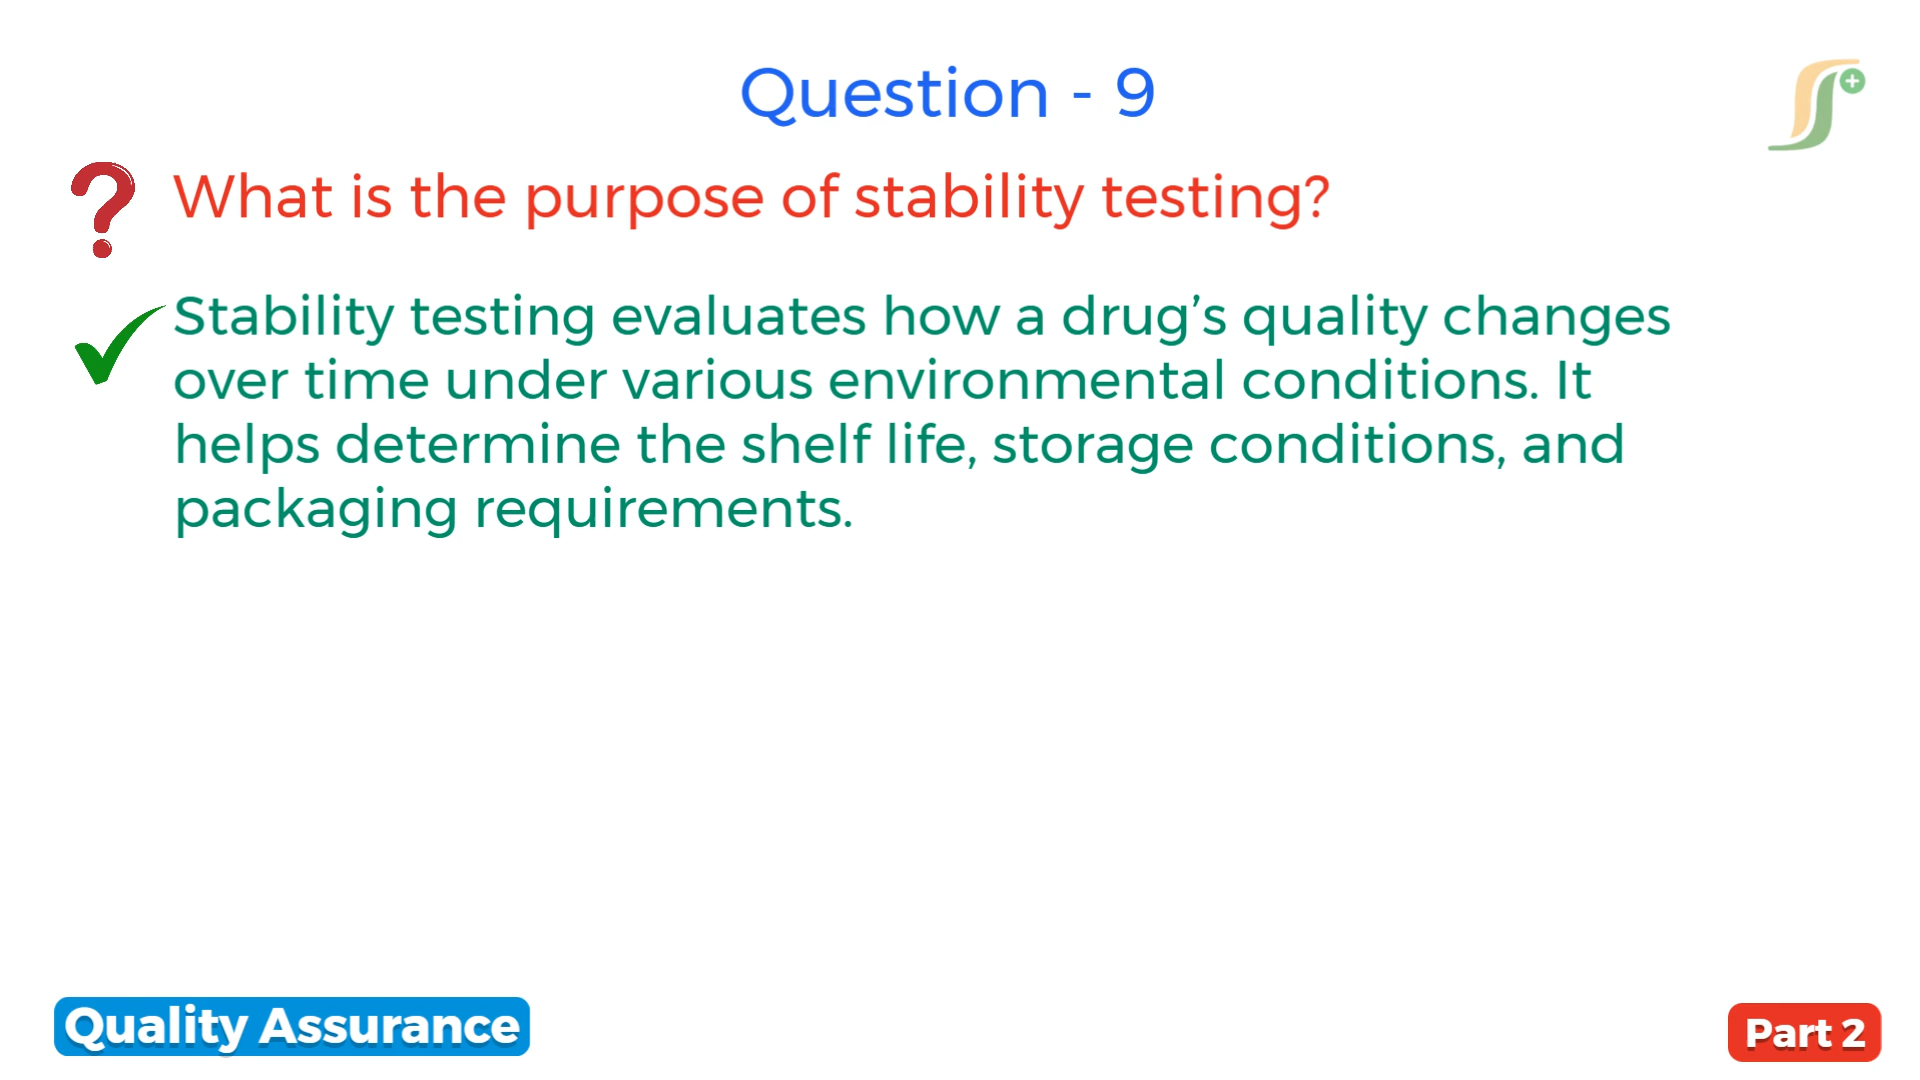 Question - 9
What is the purpose of stability testing?
Stability testing evaluates how a drug’s quality changes
over time under various environmental conditions. It
helps determine the shelf life, storage conditions, and
packaging requirements.
Quality Assurance
Part 2